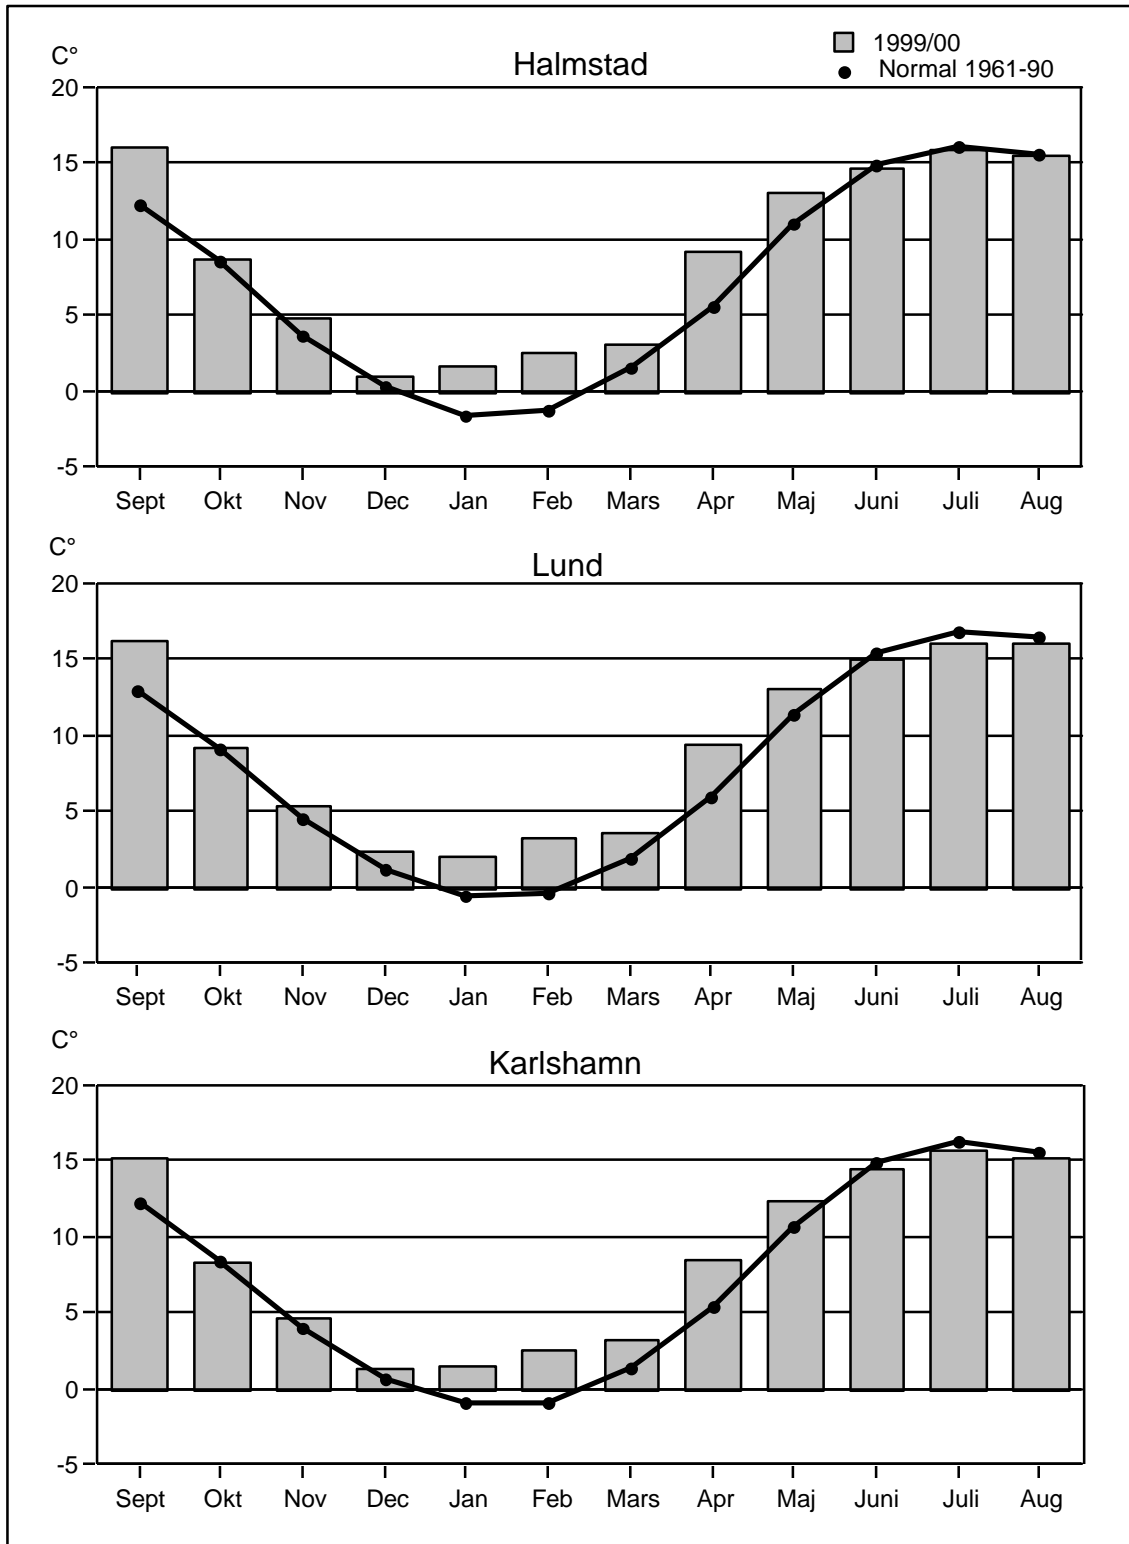 C°
Halmstad
1999/00
Normal 1961-90
20
15
10
5
0
-5
Sept Okt Nov Dec Jan Feb Mars Apr Maj Juni Juli Aug
C°
Lund
20
15
10
5
0
-5
Sept Okt Nov Dec Jan Feb Mars Apr Maj Juni Juli Aug
C°
Karlshamn
20
15
10
5
0
-5
Sept Okt Nov Dec Jan Feb Mars Apr Maj Juni Juli Aug